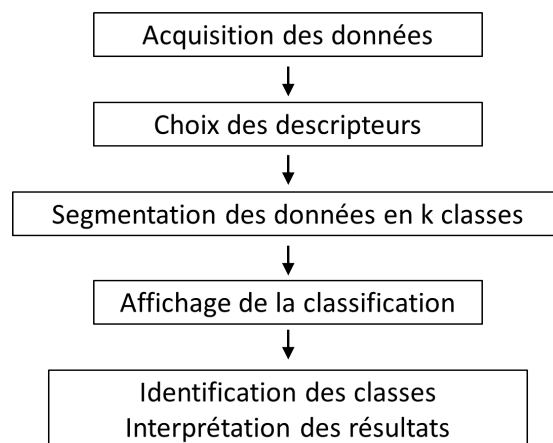 Acquisition des données
Choix des descripteurs
Segmentation des données en k classes
Affichage de la classification
Identification des classes
Interprétation des résultats